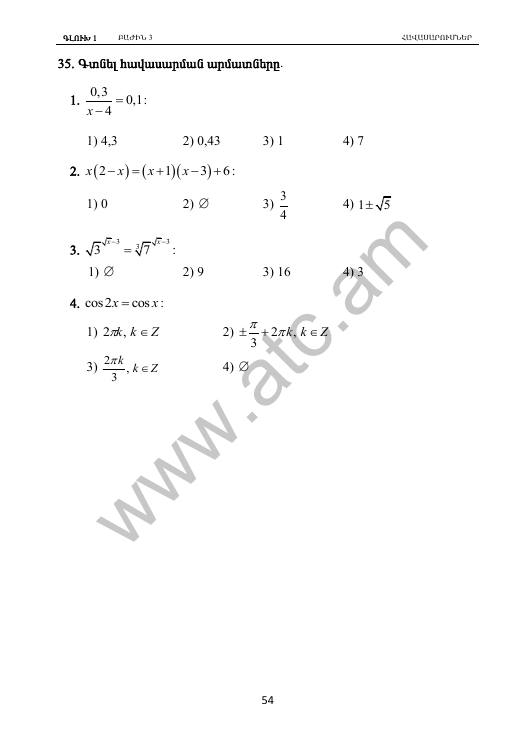 ԳԼՈՒԽ 1 ԲԱԺԻՆ 3 ՀԱՎԱՍԱՐՈՒՄՆԵՐ
35. Գտնել հավասարման արմատները.
1. 0,3/(x − 4) = 0,1:
1) 4,3 2) 0,43 3) 1 4) 7
2. x(2 − x) = (x + 1)(x − 3) + 6:
1) 0 2) ∅ 3) 3/4 4) 1 ± √5
3. √3^(√x − 3) = ∛7^(√x − 3) :
1) ∅ 2) 9 3) 16 4) 3
4. cos 2x = cos x :
1) 2πk, k ∈ Z 2) ± π/3 + 2πk, k ∈ Z
3) 2πk/3, k ∈ Z 4) ∅
www.atc.am
54